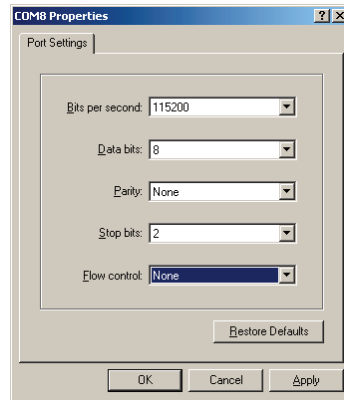 COM8 Properties
Port Settings
Bits per second: 115200
Data bits: 8
Parity: None
Stop bits: 2
Flow control: None
Restore Defaults
OK Cancel Apply